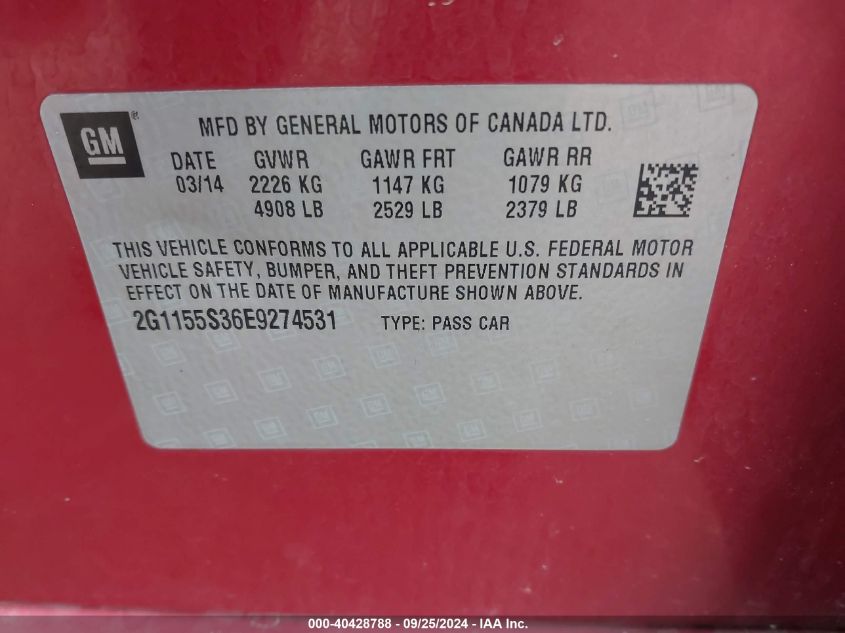 GM ®
MFD BY GENERAL MOTORS OF CANADA LTD.
DATE GVWR GAWR FRT GAWR RR
03/14 2226 KG 1147 KG 1079 KG
4908 LB 2529 LB 2379 LB
THIS VEHICLE CONFORMS TO ALL APPLICABLE U.S. FEDERAL MOTOR
VEHICLE SAFETY, BUMPER, AND THEFT PREVENTION STANDARDS IN
EFFECT ON THE DATE OF MANUFACTURE SHOWN ABOVE.
2G1155S36E9274531 TYPE: PASS CAR
000-40428788 - 09/25/2024 - IAA Inc.